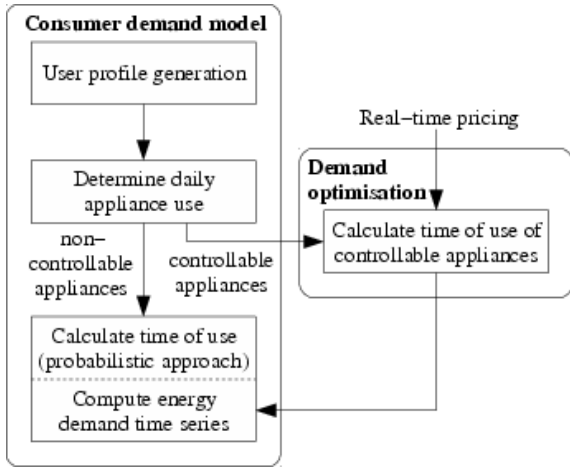 Consumer demand model
User profile generation
Real-time pricing
Determine daily
appliance use
Demand
optimisation
Calculate time of use of
controllable appliances
non-
controllable
appliances
controllable
appliances
Calculate time of use
(probabilistic approach)
Compute energy
demand time series